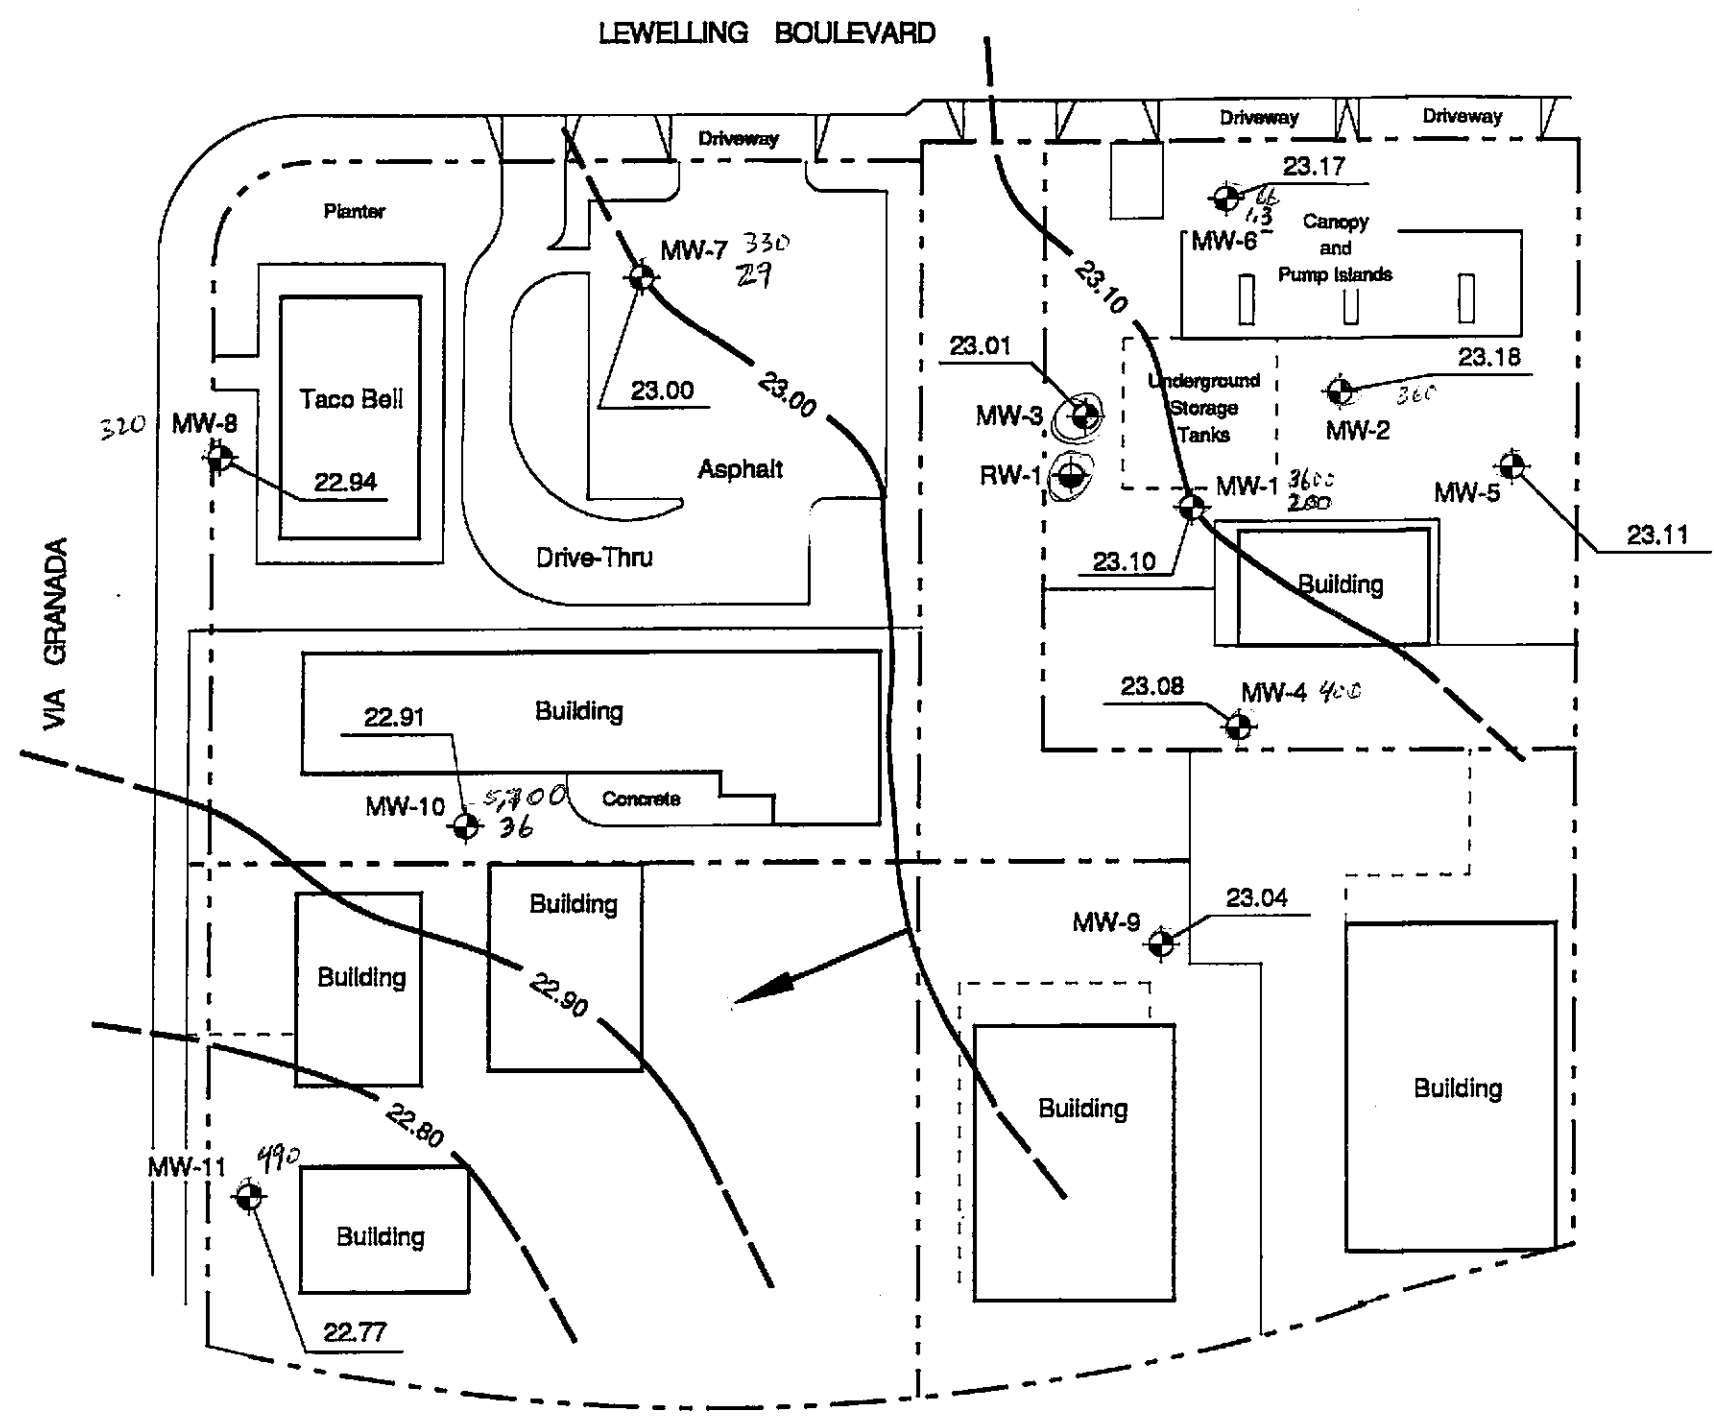 LEWELLING BOULEVARD
Driveway
Driveway
Driveway
Planter
23.17
66
1.3
MW-6
Canopy
and
Pump Islands
MW-7 330
29
23.10
23.01
23.18
23.00
23.00
Taco Bell
Underground
Storage
Tanks
360
MW-3
MW-2
320 MW-8
22.94
Asphalt
RW-1
MW-1 3600
200
MW-5
23.11
Drive-Thru
23.10
Building
VIA GRANADA
23.08
MW-4 400
22.91
Building
MW-10
36
Concrete
Building
MW-9
23.04
Building
22.90
Building
Building
22.80
MW-11 490
Building
22.77